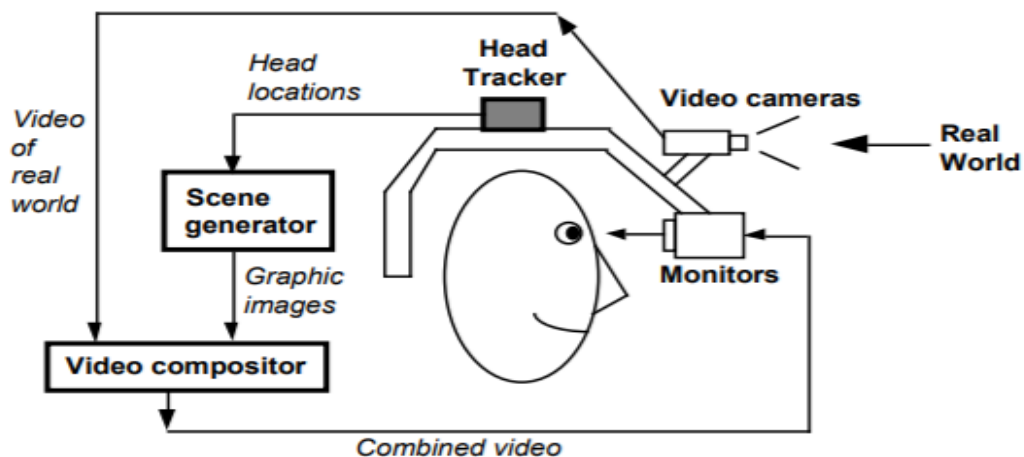 Head
Tracker
Head
locations
Video cameras
Video
of
real
world
Real
World
Scene
generator
Monitors
Graphic
images
Video compositor
Combined video